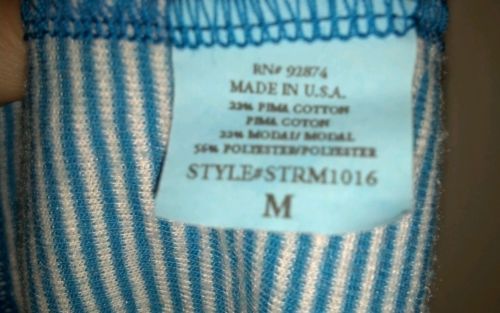 RN# 92874
MADE IN U.S.A.
22% PIMA COTTON
PIMA COTON
22% MODAL/ MODAL
56% POLYESTER/POLYESTER
STYLE#STRM1016
M